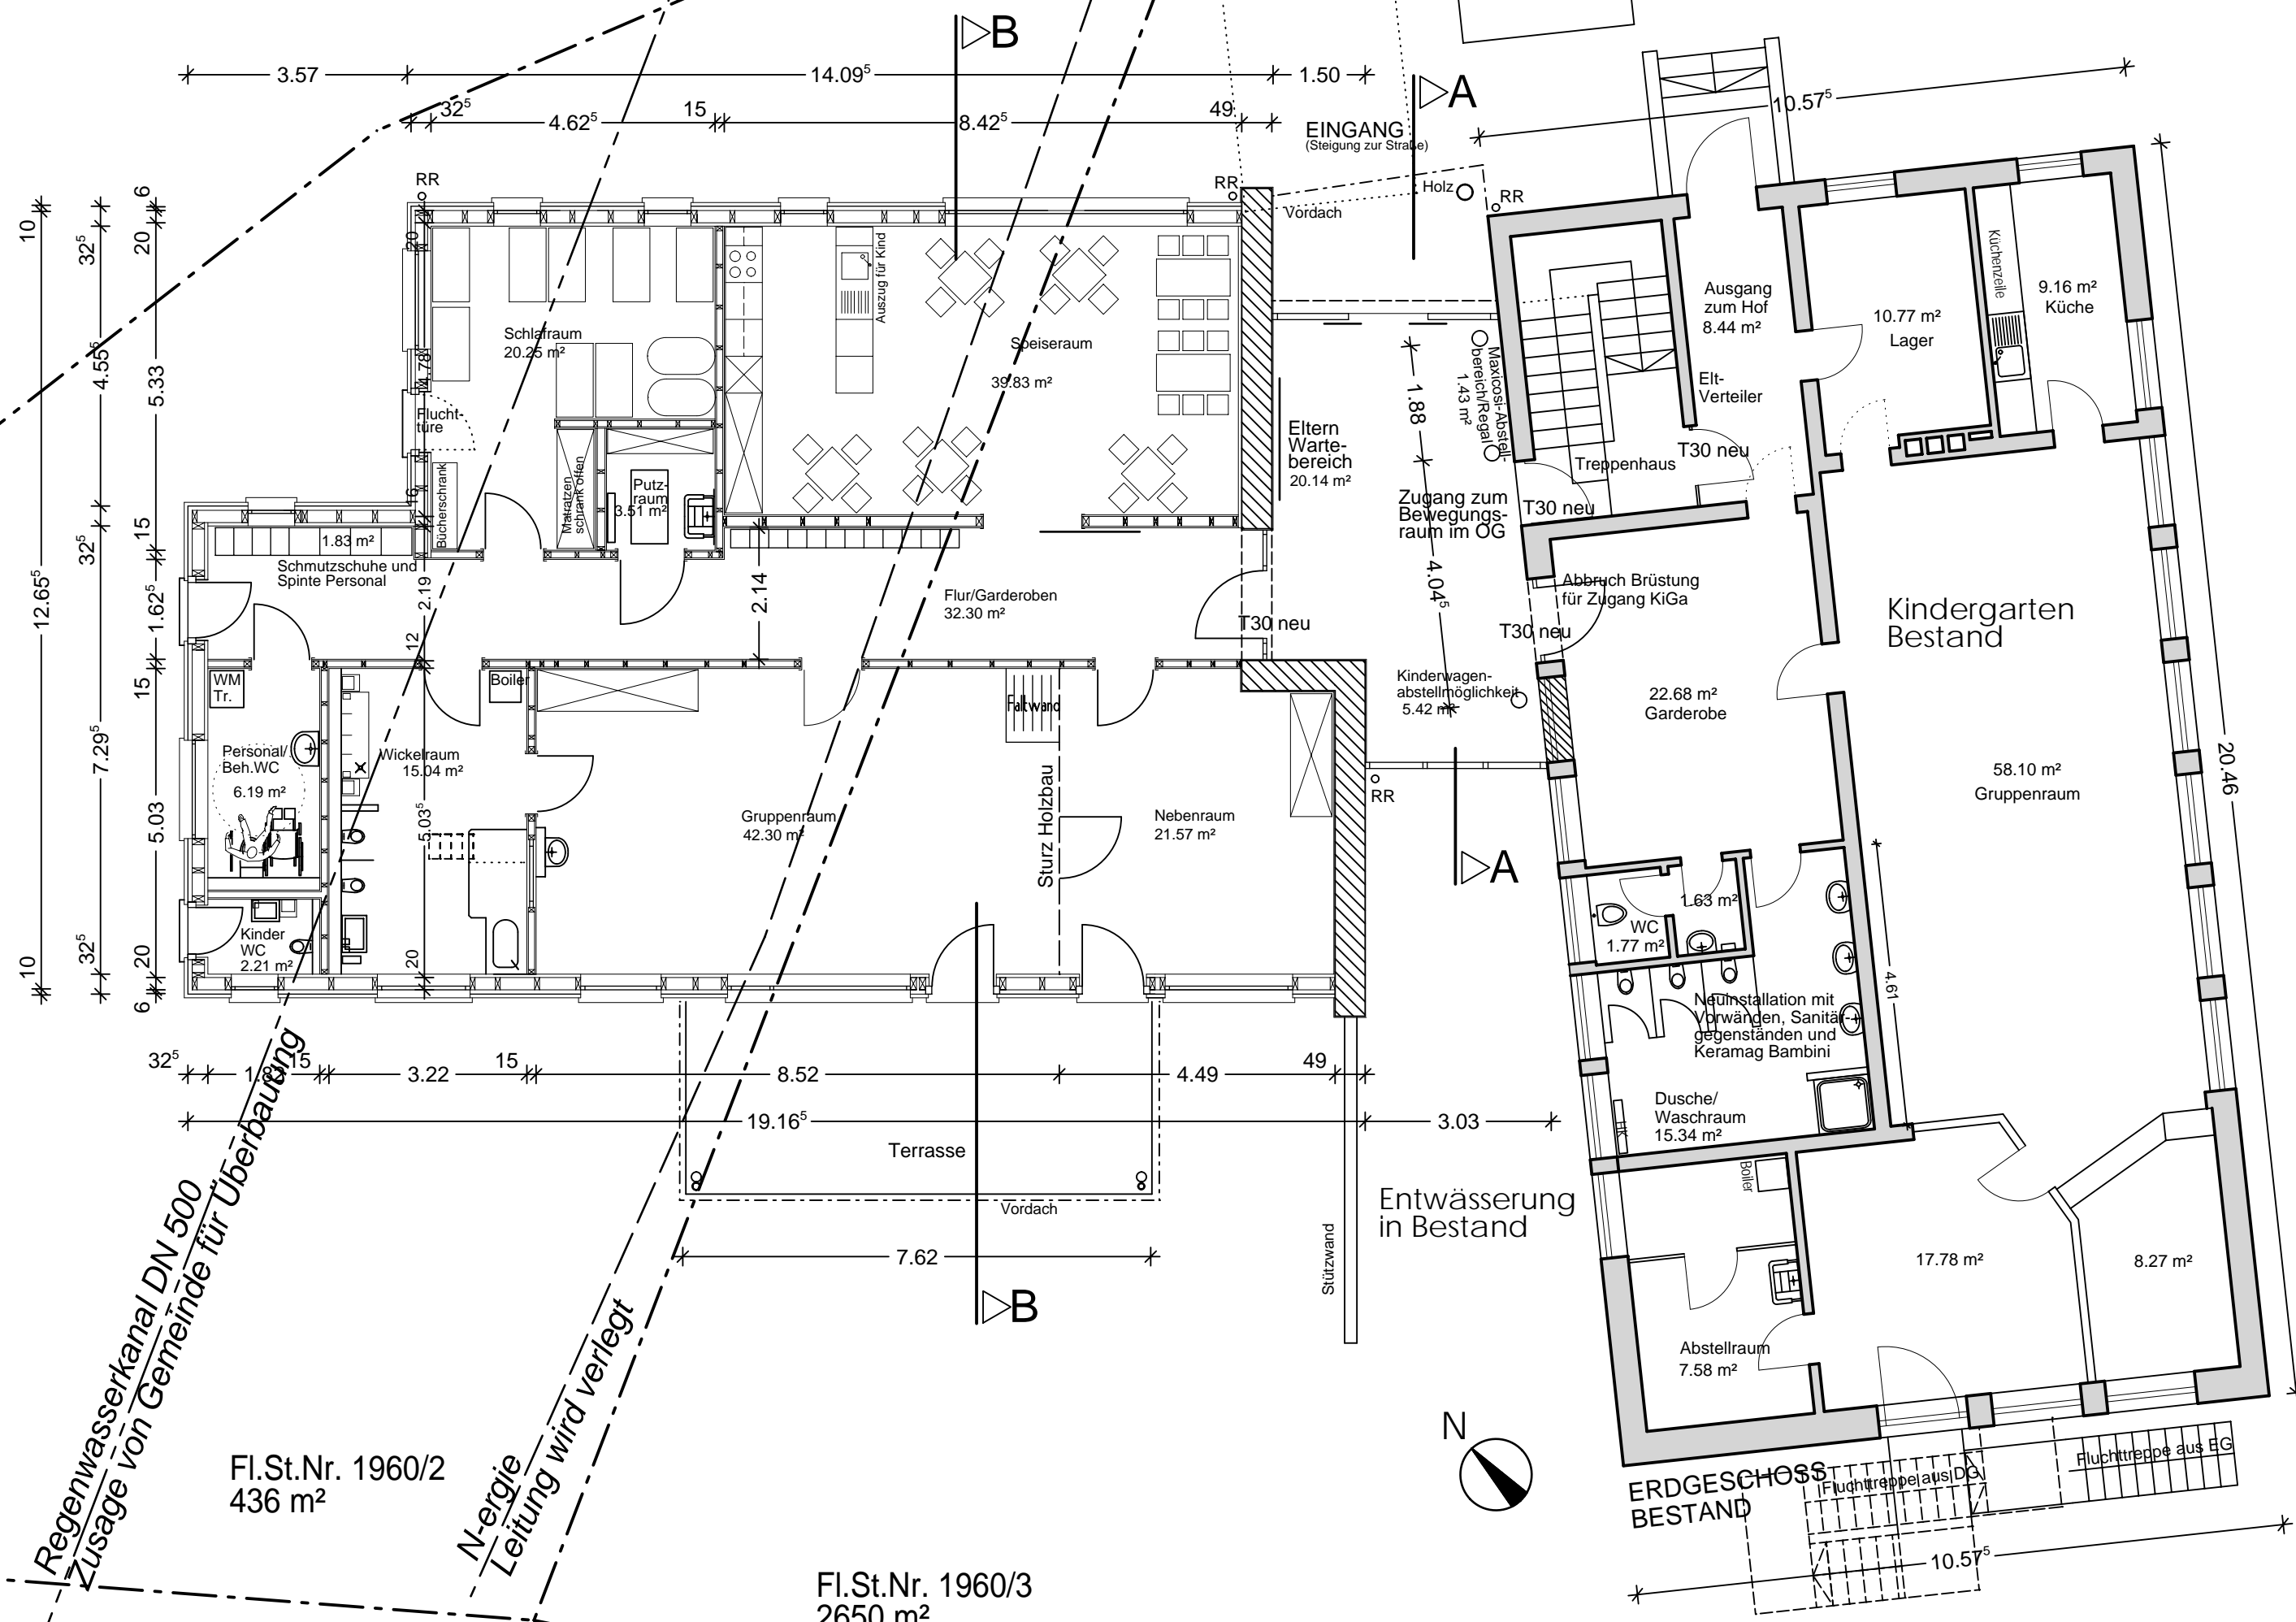 B
3.57
14.09⁵
1.50
A
10.57⁵
32⁵
4.62⁵
15
8.42⁵
49
EINGANG
(Steigung zur Straße)
RR
RR
Holz
RR
Vordach
10
32⁵
6
20
20
4.55⁵
5.33
4.78
12.65⁵
32⁵
15
16
1.62⁵
2.19
12
15
7.29⁵
5.03
5.03⁵
32⁵
20
20
10
6
Schlafraum
20.25 m²
Flucht-
türe
Bücherschrank
Matratzen
schrank offen
Putz-
raum
3.51 m²
Auszug für Kind
Speiseraum
39.83 m²
Eltern
Warte-
bereich
20.14 m²
1.88
4.04⁵
Maxicosi-Abstell-
bereich/Regal
1.43 m²
Zugang zum
Bewegungs-
raum im OG
Ausgang
zum Hof
8.44 m²
Elt-
Verteiler
Treppenhaus
T30 neu
T30 neu
10.77 m²
Lager
Küchenzeile
9.16 m²
Küche
1.83 m²
Schmutzschuhe und
Spinte Personal
2.14
Flur/Garderoben
32.30 m²
T30 neu
T30 neu
Abbruch Brüstung
für Zugang KiGa
Kindergarten
Bestand
WM
Tr.
Boiler
Faltwand
Kinderwagen-
abstellmöglichkeit
5.42 m²
22.68 m²
Garderobe
Personal/
Beh.WC
6.19 m²
Wickelraum
15.04 m²
Gruppenraum
42.30 m²
Sturz Holzbau
Nebenraum
21.57 m²
RR
A
58.10 m²
Gruppenraum
20.46
Kinder
WC
2.21 m²
WC
1.77 m²
1.63 m²
4.61
Neuinstallation mit
Vorwänden, Sanitär-
gegenständen und
Keramag Bambini
32⁵
1.83
15
3.22
15
8.52
4.49
49
19.16⁵
3.03
Terrasse
Vordach
7.62
B
Stützwand
Entwässerung
in Bestand
Dusche/
Waschraum
15.34 m²
HK
Boiler
17.78 m²
8.27 m²
Abstellraum
7.58 m²
Regenwasserkanal DN 500
Zusage von Gemeinde für Überbauung
N-ergie
Leitung wird verlegt
Fl.St.Nr. 1960/2
436 m²
Fl.St.Nr. 1960/3
2650 m²
N
ERDGESCHOSS
BESTAND
Fluchttreppe aus DG
Fluchttreppe aus EG
10.57⁵